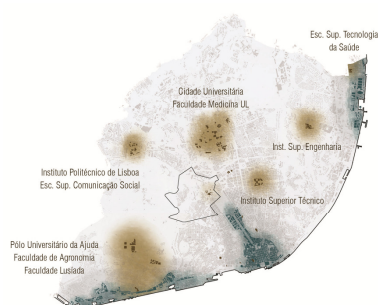 Esc. Sup. Tecnologia
da Saúde
Cidade Universitária
Faculdade Medicina UL
Inst. Sup. Engenharia
Instituto Politécnico de Lisboa
Esc. Sup. Comunicação Social
Instituto Superior Técnico
Pólo Universitário da Ajuda
Faculdade de Agronomia
Faculdade Lusíada